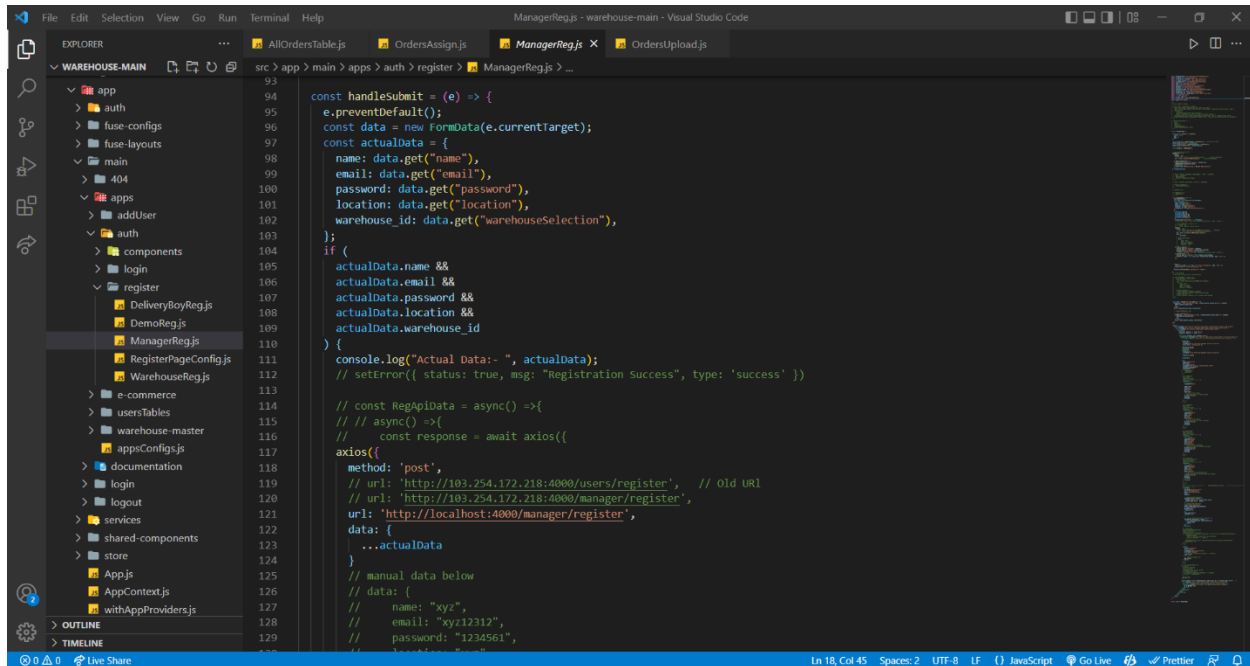 File Edit Selection View Go Run Terminal Help
ManagerReg.js - warehouse-main - Visual Studio Code
EXPLORER
AllOrdersTable.js OrdersAssign.js ManagerReg.js OrdersUpload.js
WAREHOUSE-MAIN
src > app > main > apps > auth > register > ManagerReg.js > ...
app
auth
fuse-configs
fuse-layouts
main
404
apps
addUser
auth
components
login
register
DeliveryBoyReg.js
DemoReg.js
ManagerReg.js
RegisterPageConfig.js
WarehouseReg.js
e-commerce
usersTables
warehouse-master
appsConfigs.js
documentation
login
logout
services
shared-components
store
App.js
AppContext.js
withAppProviders.js
OUTLINE
TIMELINE
93
94 const handleSubmit = (e) => {
95 e.preventDefault();
96 const data = new FormData(e.currentTarget);
97 const actualData = {
98 name: data.get("name"),
99 email: data.get("email"),
100 password: data.get("password"),
101 location: data.get("location"),
102 warehouse_id: data.get("warehouseSelection"),
103 };
104 if (
105 actualData.name &&
106 actualData.email &&
107 actualData.password &&
108 actualData.location &&
109 actualData.warehouse_id
110 ) {
111 console.log("Actual Data:- ", actualData);
112 // setError({ status: true, msg: "Registration Success", type: 'success' })
113
114 // const RegApiData = async() =>{
115 // // async() =>{
116 // const response = await axios({
117 axios({
118 method: 'post',
119 // url: 'http://103.254.172.218:4000/users/register', // Old URl
120 // url: 'http://103.254.172.218:4000/manager/register',
121 url: 'http://localhost:4000/manager/register',
122 data: {
123 ...actualData
124 }
125 // manual data below
126 // data: {
127 // name: "xyz",
128 // email: "xyz12312",
129 // password: "1234561",
2
0 0 Live Share
Ln 18, Col 45 Spaces: 2 UTF-8 LF {} JavaScript Go Live Prettier